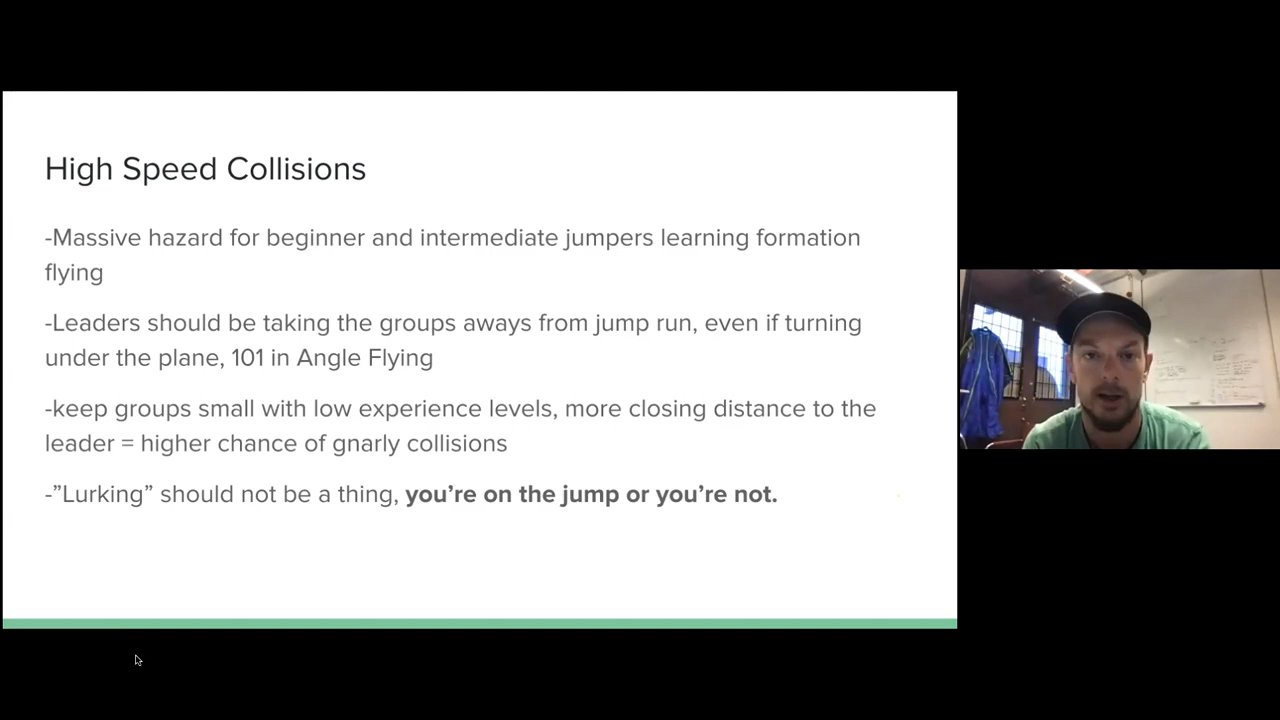 High Speed Collisions
-Massive hazard for beginner and intermediate jumpers learning formation
flying
-Leaders should be taking the groups aways from jump run, even if turning
under the plane, 101 in Angle Flying
-keep groups small with low experience levels, more closing distance to the
leader = higher chance of gnarly collisions
-”Lurking” should not be a thing, you’re on the jump or you’re not.